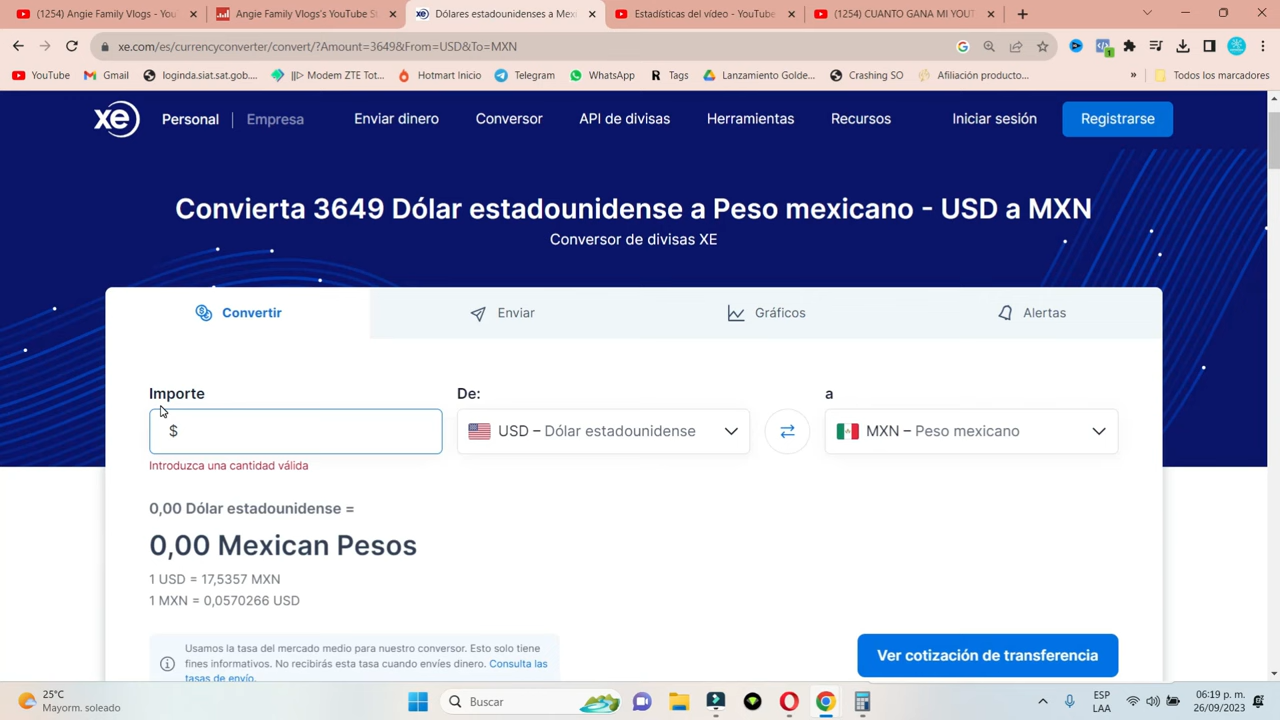 (1254) Angie Family Vlogs - YouT
Angie Family Vlogs's YouTube St
Dólares estadounidenses a Mexi
Estadísticas del vídeo - YouTube
(1254) CUANTO GANA MI YOUT
xe.com/es/currencyconverter/convert/?Amount=3649&From=USD&To=MXN
YouTube
Gmail
loginda.siat.sat.gob....
||▷ Modem ZTE Tot...
Hotmart Inicio
Telegram
WhatsApp
Tags
Lanzamiento Golde...
Crashing SO
Afiliación producto...
»
Todos los marcadores
xe
Personal
Empresa
Enviar dinero
Conversor
API de divisas
Herramientas
Recursos
Iniciar sesión
Registrarse
Convierta 3649 Dólar estadounidense a Peso mexicano - USD a MXN
Conversor de divisas XE
Convertir
Enviar
Gráficos
Alertas
Importe
De:
a
$
USD – Dólar estadounidense
MXN – Peso mexicano
Introduzca una cantidad válida
0,00 Dólar estadounidense =
0,00 Mexican Pesos
1 USD = 17,5357 MXN
1 MXN = 0,0570266 USD
Usamos la tasa del mercado medio para nuestro conversor. Esto solo tiene
fines informativos. No recibirás esta tasa cuando envíes dinero. Consulta las
tasas de envío.
Ver cotización de transferencia
25°C
Mayorm. soleado
Buscar
ESP
LAA
06:19 p. m.
26/09/2023